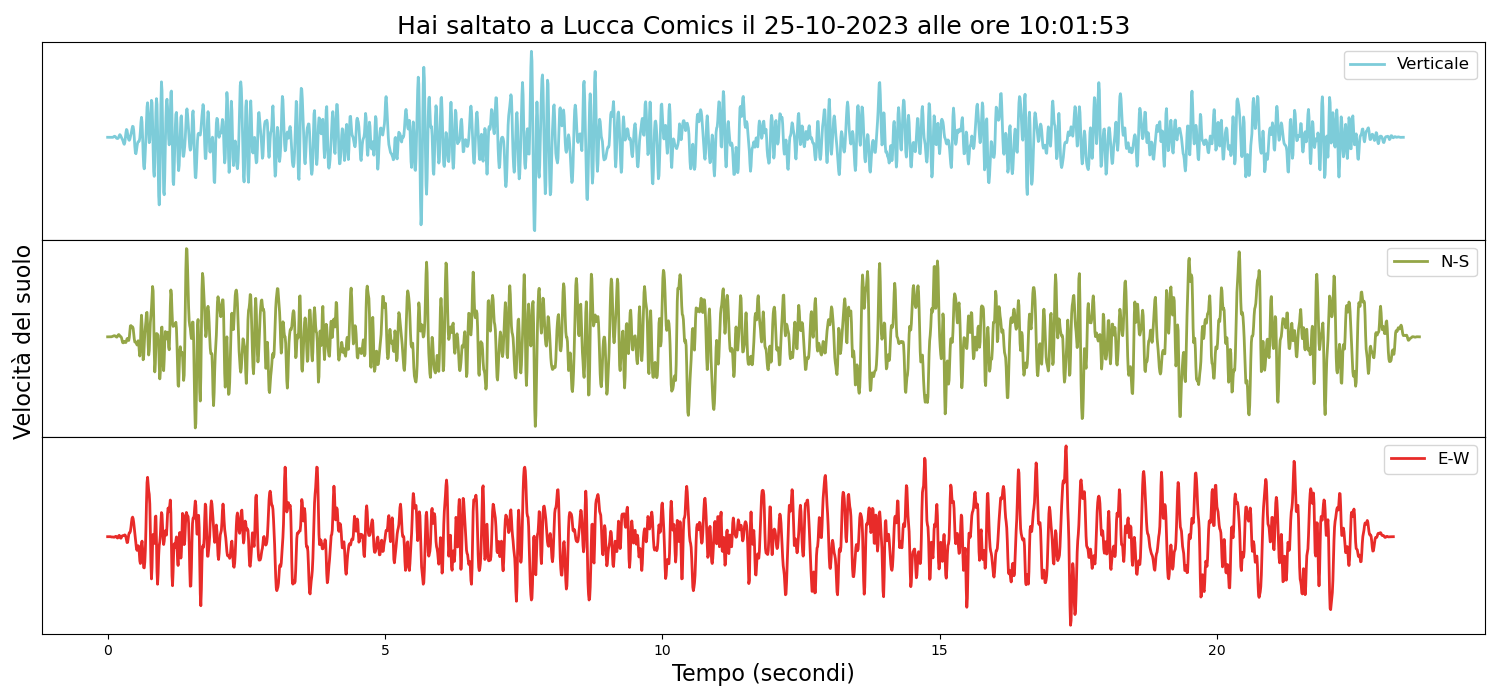 Hai saltato a Lucca Comics il 25-10-2023 alle ore 10:01:53
Verticale
Velocità del suolo
N-S
E-W
0 5 10 15 20
Tempo (secondi)